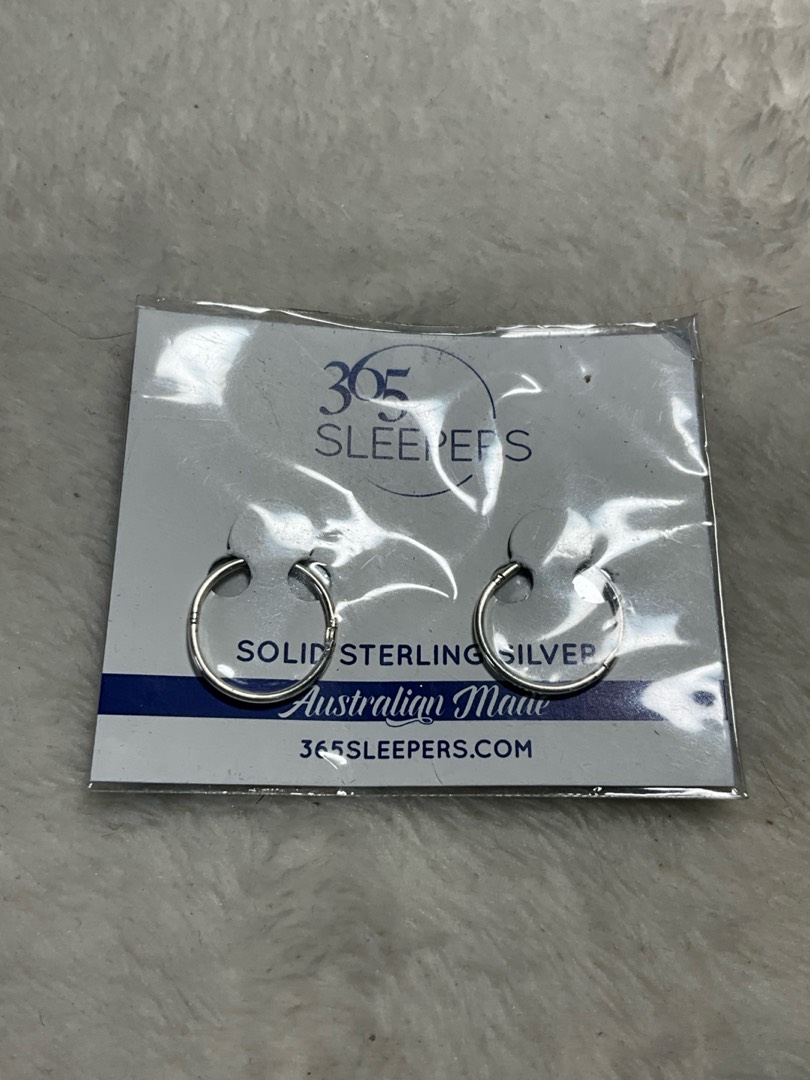 365
SLEEPERS
SOLID STERLING SILVER
Australian Made
365SLEEPERS.COM